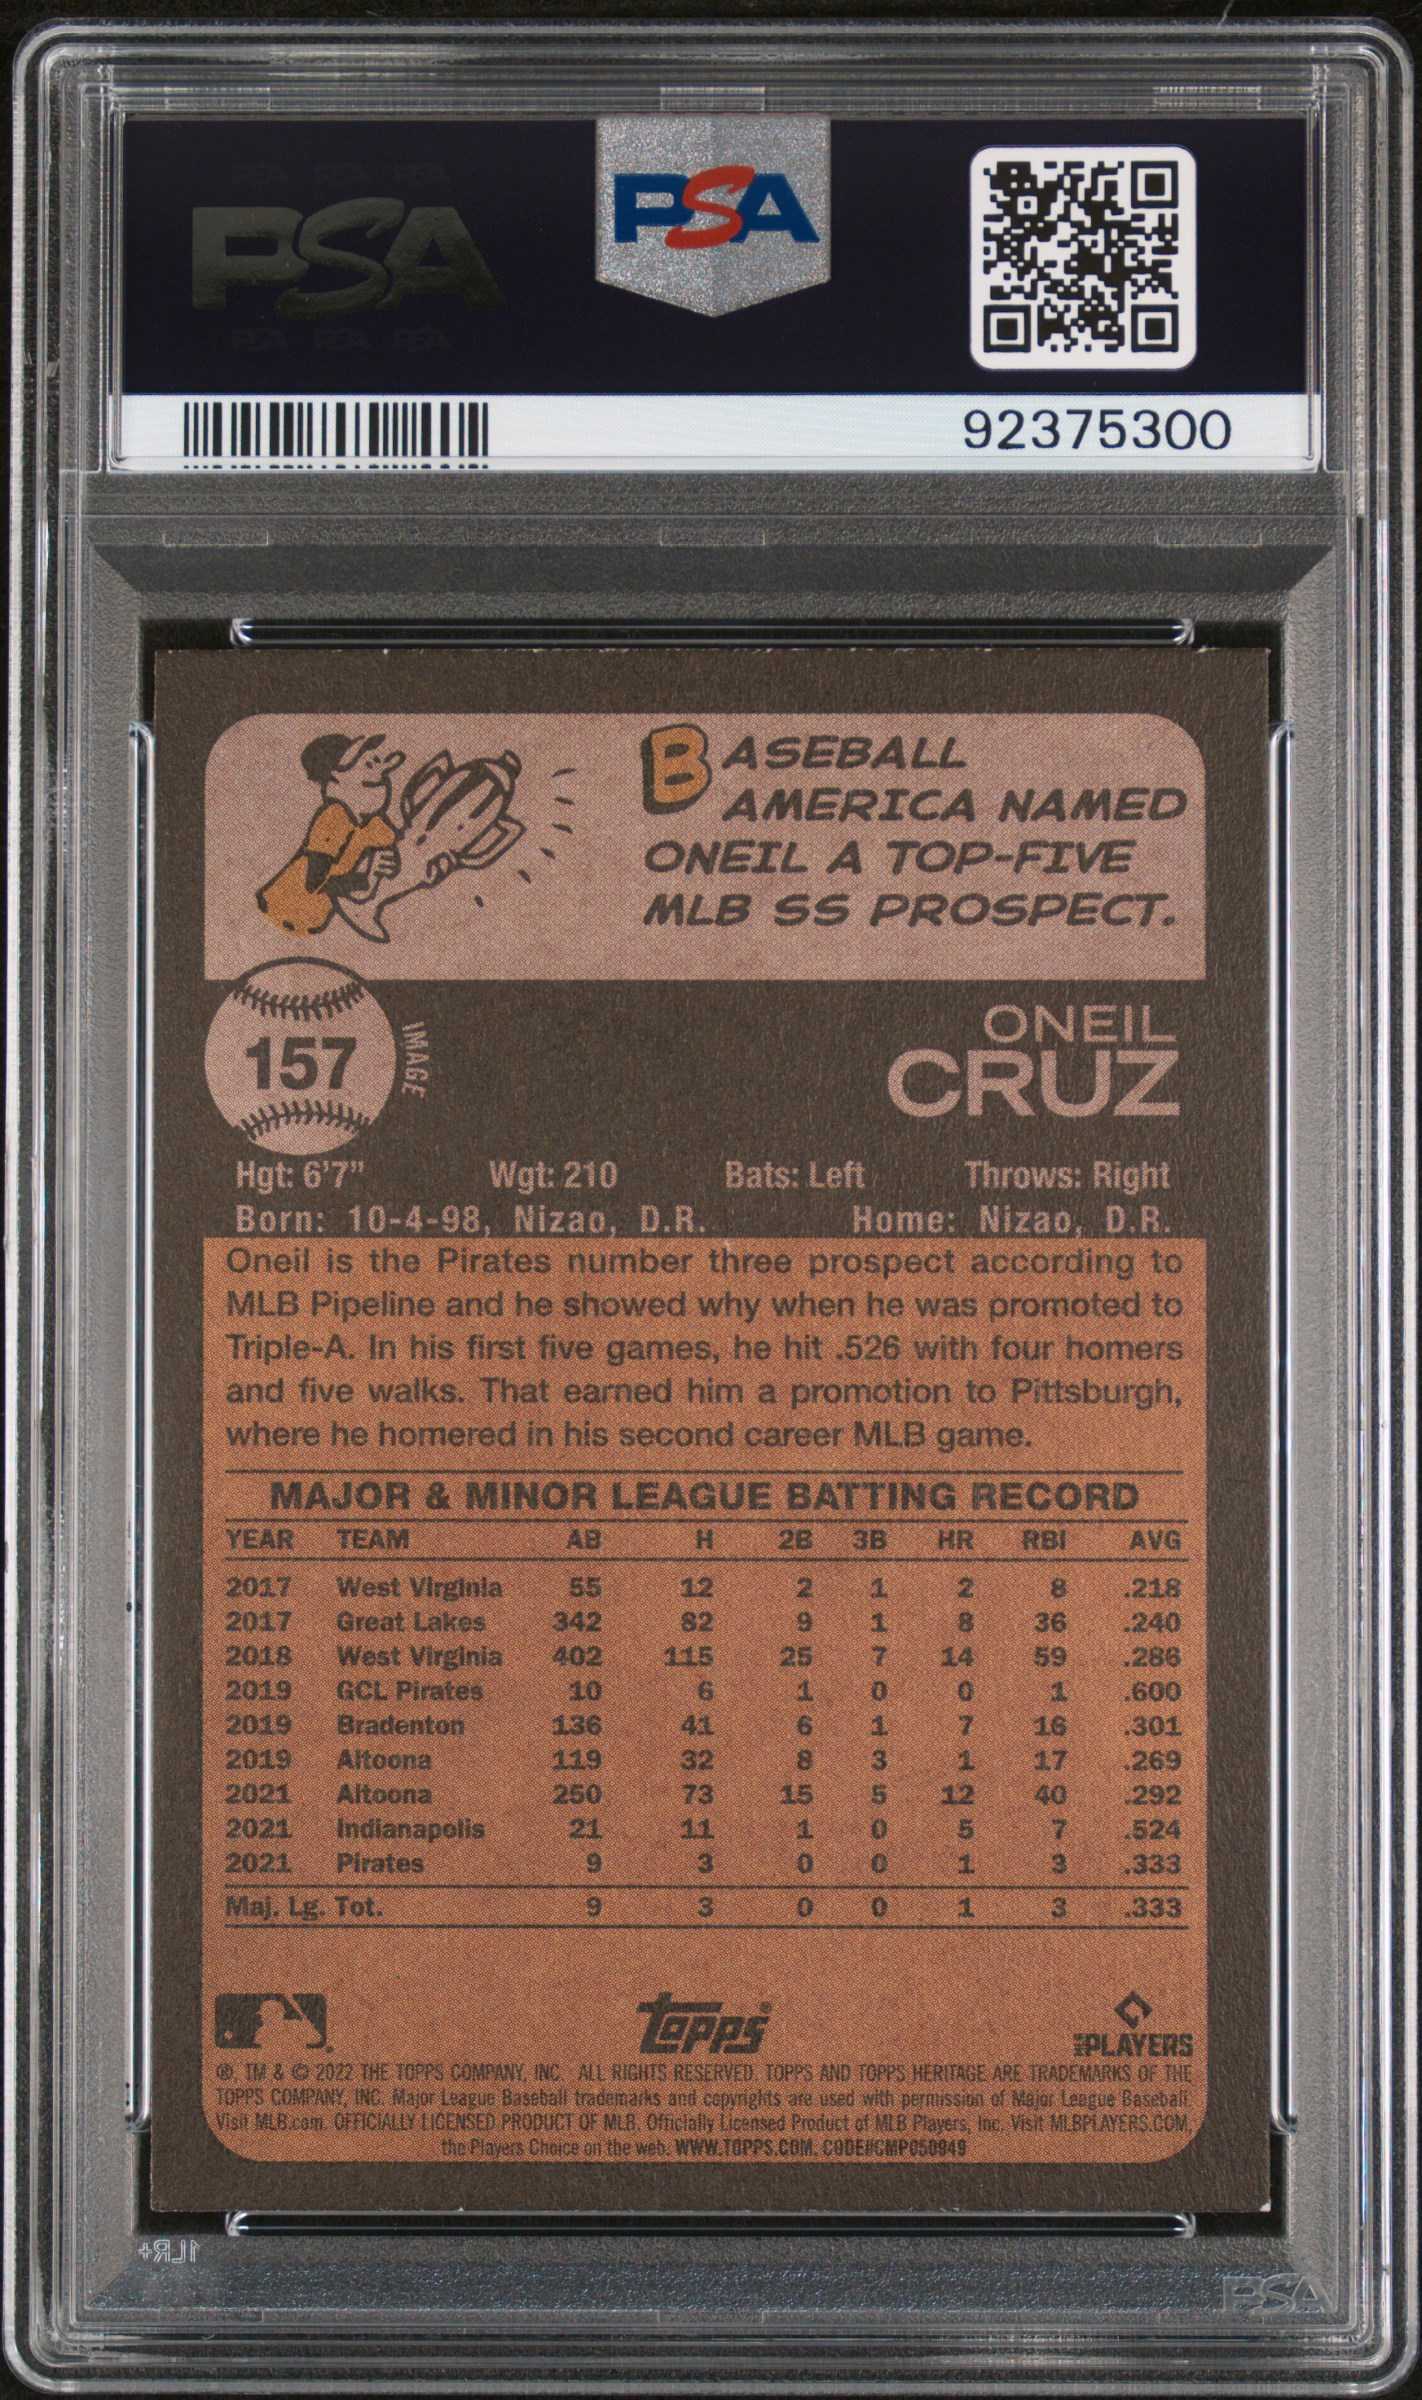 PSA PSA PSA
PSA
PSA PSA PSA
PSA
92375300
BASEBALL
AMERICA NAMED
ONEIL A TOP-FIVE
MLB SS PROSPECT.
157
IMAGE
ONEIL
CRUZ
Hgt: 6'7" Wgt: 210 Bats: Left Throws: Right
Born: 10-4-98, Nizao, D.R. Home: Nizao, D.R.
Oneil is the Pirates number three prospect according to
MLB Pipeline and he showed why when he was promoted to
Triple-A. In his first five games, he hit .526 with four homers
and five walks. That earned him a promotion to Pittsburgh,
where he homered in his second career MLB game.
MAJOR & MINOR LEAGUE BATTING RECORD
YEAR TEAM AB H 2B 3B HR RBI AVG
2017 West Virginia 55 12 2 1 2 8 .218
2017 Great Lakes 342 82 9 1 8 36 .240
2018 West Virginia 402 115 25 7 14 59 .286
2019 GCL Pirates 10 6 1 0 0 1 .600
2019 Bradenton 136 41 6 1 7 16 .301
2019 Altoona 119 32 8 3 1 17 .269
2021 Altoona 250 73 15 5 12 40 .292
2021 Indianapolis 21 11 1 0 5 7 .524
2021 Pirates 9 3 0 0 1 3 .333
Maj. Lg. Tot. 9 3 0 0 1 3 .333
Topps®
MLB PLAYERS
®, TM & © 2022 THE TOPPS COMPANY, INC. ALL RIGHTS RESERVED. TOPPS AND TOPPS HERITAGE ARE TRADEMARKS OF THE
TOPPS COMPANY, INC. Major League Baseball trademarks and copyrights are used with permission of Major League Baseball.
Visit MLB.com. OFFICIALLY LICENSED PRODUCT OF MLB. Officially Licensed Product of MLB Players, Inc. Visit MLBPLAYERS.COM,
the Players Choice on the web. WWW.TOPPS.COM. CODE#CMP050949
1LR+
PSA